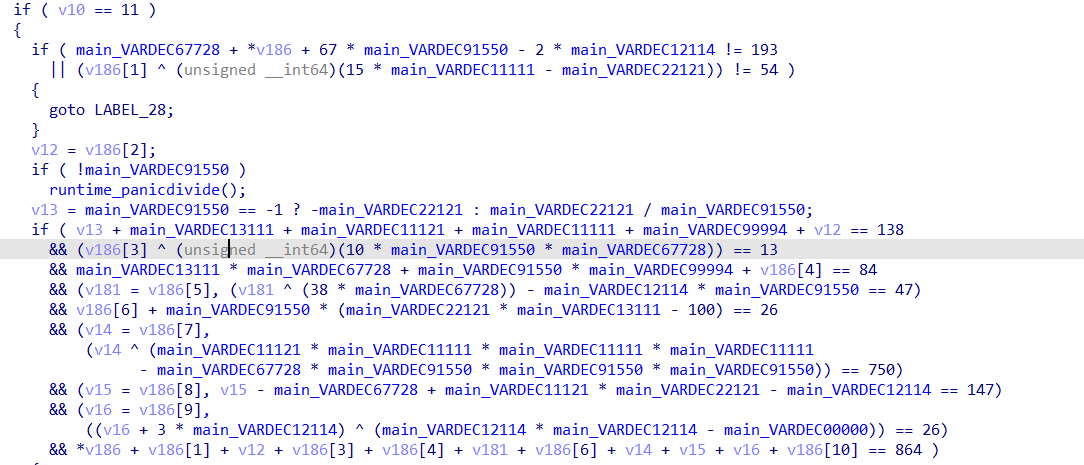 if ( v10 == 11 )
{
if ( main_VARDEC67728 + *v186 + 67 * main_VARDEC91550 - 2 * main_VARDEC12114 != 193
|| (v186[1] ^ (unsigned __int64)(15 * main_VARDEC11111 - main_VARDEC22121)) != 54 )
{
goto LABEL_28;
}
v12 = v186[2];
if ( !main_VARDEC91550 )
runtime_panicdivide();
v13 = main_VARDEC91550 == -1 ? -main_VARDEC22121 : main_VARDEC22121 / main_VARDEC91550;
if ( v13 + main_VARDEC13111 + main_VARDEC11121 + main_VARDEC11111 + main_VARDEC99994 + v12 == 138
&& (v186[3] ^ (unsigned __int64)(10 * main_VARDEC91550 * main_VARDEC67728)) == 13
&& main_VARDEC13111 * main_VARDEC67728 + main_VARDEC91550 * main_VARDEC99994 + v186[4] == 84
&& (v181 = v186[5], (v181 ^ (38 * main_VARDEC67728)) - main_VARDEC12114 * main_VARDEC91550 == 47)
&& v186[6] + main_VARDEC91550 * (main_VARDEC22121 * main_VARDEC13111 - 100) == 26
&& (v14 = v186[7],
(v14 ^ (main_VARDEC11121 * main_VARDEC11111 * main_VARDEC11111 * main_VARDEC11111
- main_VARDEC67728 * main_VARDEC91550 * main_VARDEC91550 * main_VARDEC91550)) == 750)
&& (v15 = v186[8], v15 - main_VARDEC67728 + main_VARDEC11121 * main_VARDEC22121 - main_VARDEC12114 == 147)
&& (v16 = v186[9],
((v16 + 3 * main_VARDEC12114) ^ (main_VARDEC12114 * main_VARDEC12114 - main_VARDEC00000)) == 26)
&& *v186 + v186[1] + v12 + v186[3] + v186[4] + v181 + v186[6] + v14 + v15 + v16 + v186[10] == 864 )